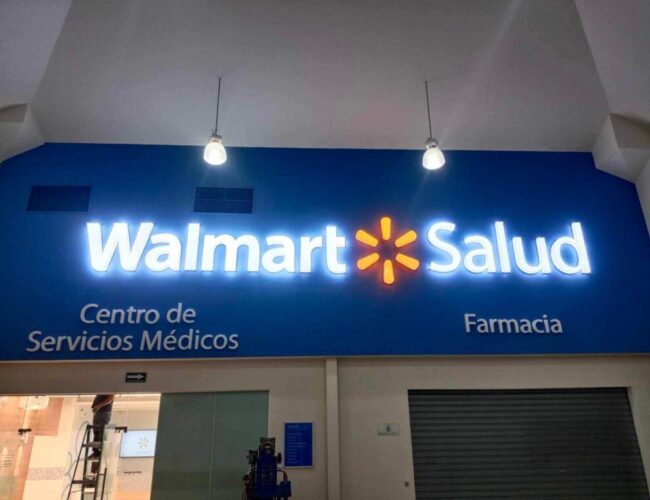 Walmart Salud
Centro de
Servicios Médicos
Farmacia